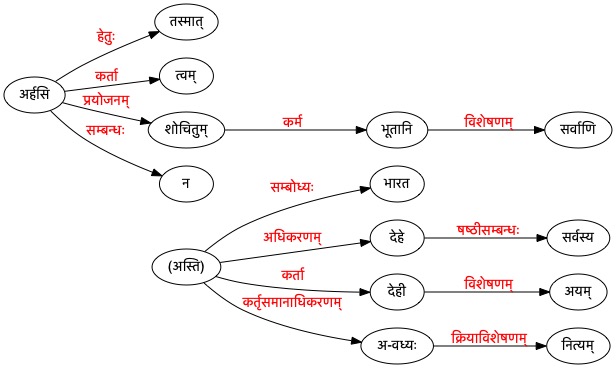 तस्मात्
हेतुः
अर्हसि
कर्ता
त्वम्
प्रयोजनम्
शोचितुम्
कर्म
भूतानि
विशेषणम्
सर्वाणि
सम्बन्धः
न
सम्बोध्यः
भारत
(अस्ति)
अधिकरणम्
देहे
षष्ठीसम्बन्धः
सर्वस्य
कर्ता
देही
विशेषणम्
अयम्
कर्तृसमानाधिकरणम्
अ-वध्यः
क्रियाविशेषणम्
नित्यम्